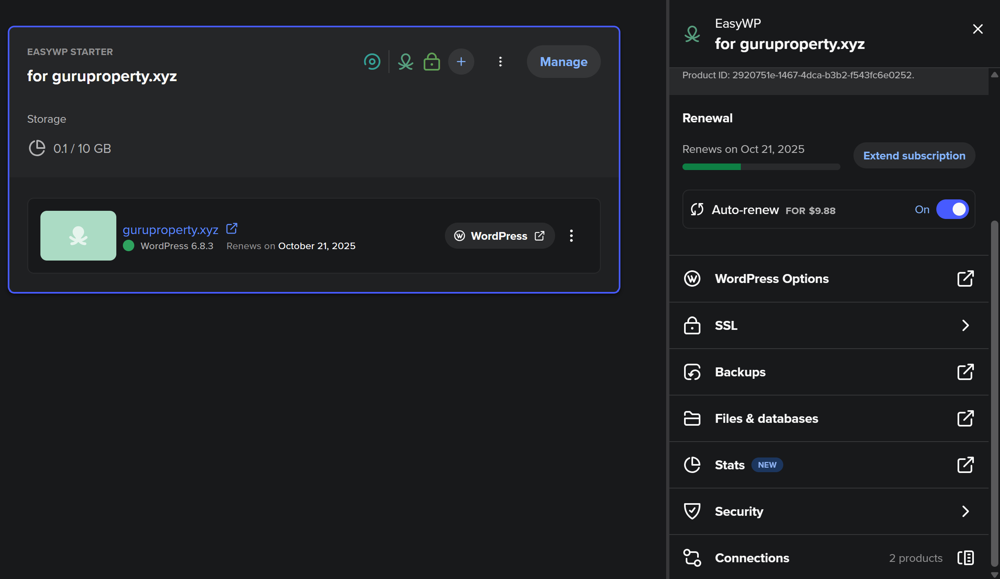 EASYWP STARTER
for guruproperty.xyz
Manage
Storage
0.1 / 10 GB
guruproperty.xyz
WordPress 6.8.3 Renews on October 21, 2025
WordPress
EasyWP
for guruproperty.xyz
Product ID: 2920751e-1467-4dca-b3b2-f543fc6e0252.
Renewal
Renews on Oct 21, 2025
Extend subscription
Auto-renew FOR $9.88
On
WordPress Options
SSL
Backups
Files & databases
Stats NEW
Security
Connections 2 products